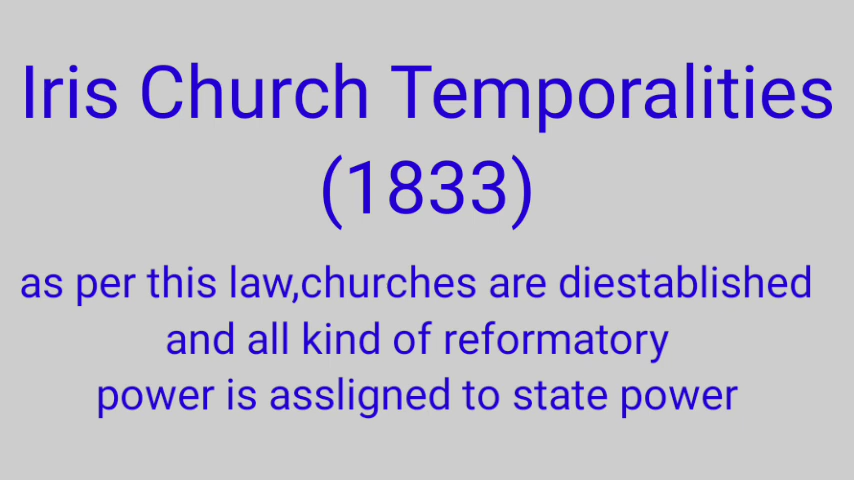 Iris Church Temporalities
(1833)
as per this law,churches are diestablished
and all kind of reformatory
power is assligned to state power